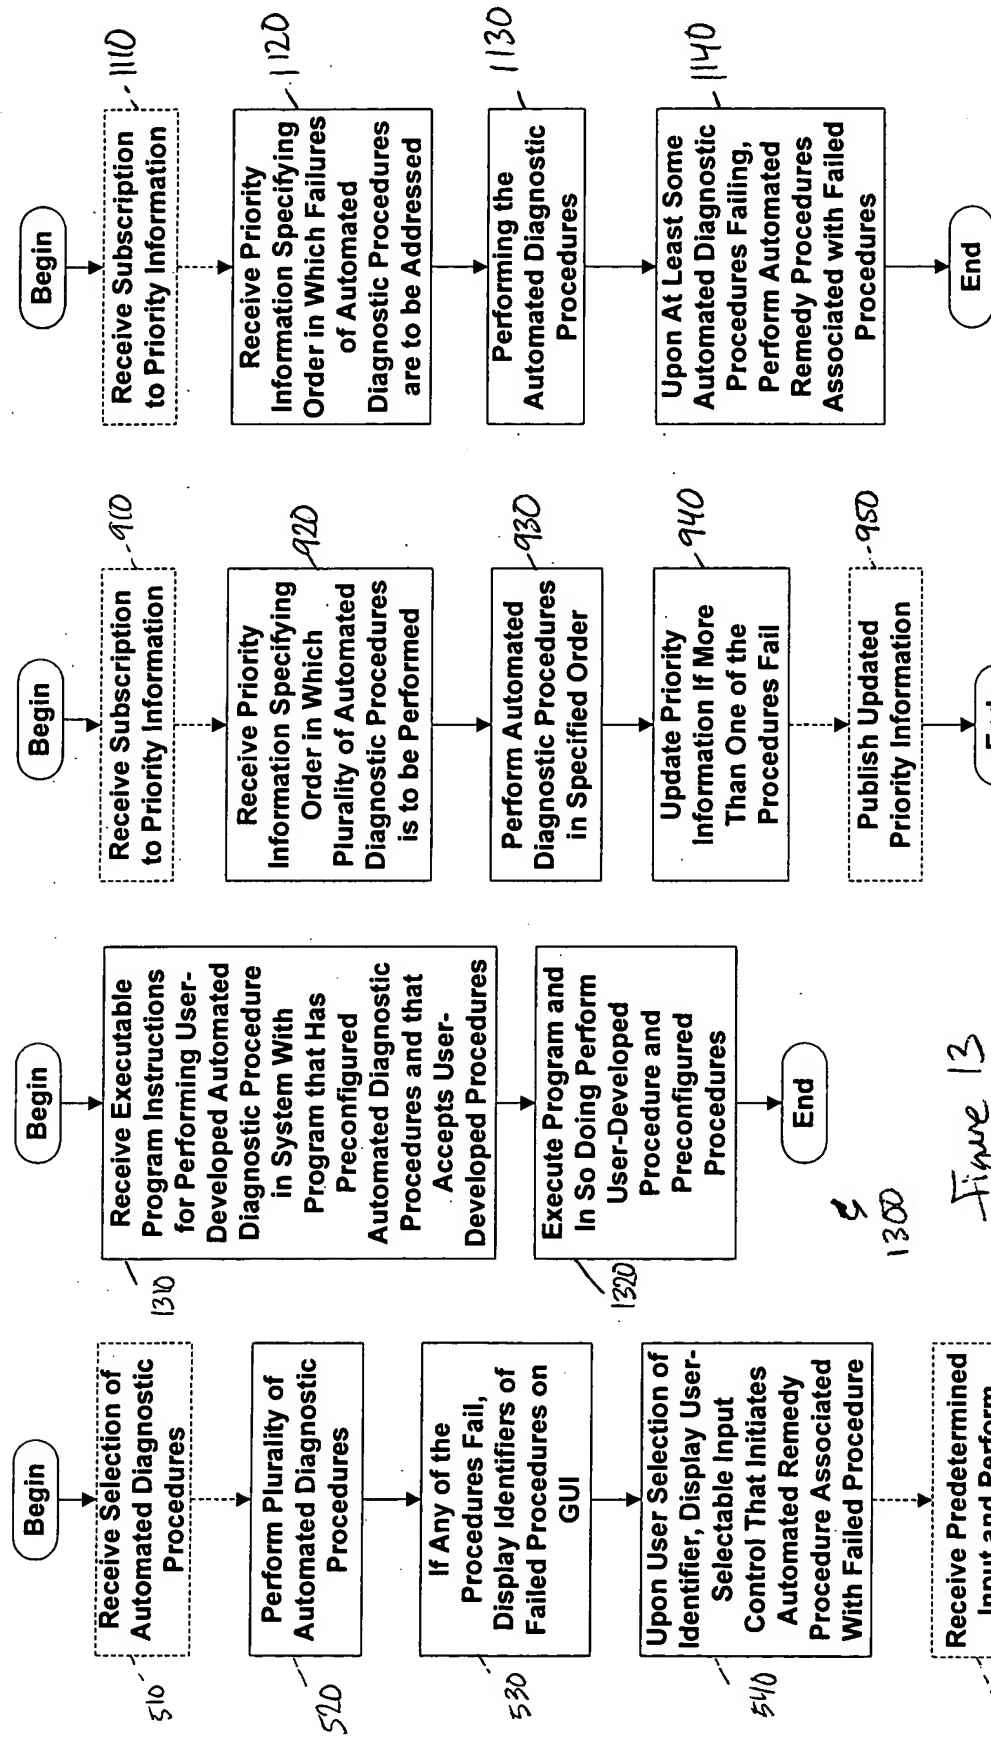 Begin
Receive Selection of
Automated Diagnostic
Procedures
510
Perform Plurality of
Automated Diagnostic
Procedures
520
If Any of the
Procedures Fail,
Display Identifiers of
Failed Procedures on
GUI
530
Upon User Selection of
Identifier, Display User-
Selectable Input
Control That Initiates
Automated Remedy
Procedure Associated
With Failed Procedure
540
Receive Predetermined
Input and Perform
Begin
Receive Executable
Program Instructions
for Performing User-
Developed Automated
Diagnostic Procedure
in System With
Program that Has
Preconfigured
Automated Diagnostic
Procedures and that
Accepts User-
Developed Procedures
1310
Execute Program and
In So Doing Perform
User-Developed
Procedure and
Preconfigured
Procedures
1320
End
1300
Figure 13
Begin
Receive Subscription
to Priority Information
910
Receive Priority
Information Specifying
Order in Which
Plurality of Automated
Diagnostic Procedures
is to be Performed
920
Perform Automated
Diagnostic Procedures
in Specified Order
930
Update Priority
Information If More
Than One of the
Procedures Fail
940
Publish Updated
Priority Information
950
Begin
Receive Subscription
to Priority Information
1110
Receive Priority
Information Specifying
Order in Which Failures
of Automated
Diagnostic Procedures
are to be Addressed
1120
Performing the
Automated Diagnostic
Procedures
1130
Upon At Least Some
Automated Diagnostic
Procedures Failing,
Perform Automated
Remedy Procedures
Associated with Failed
Procedures
1140
End